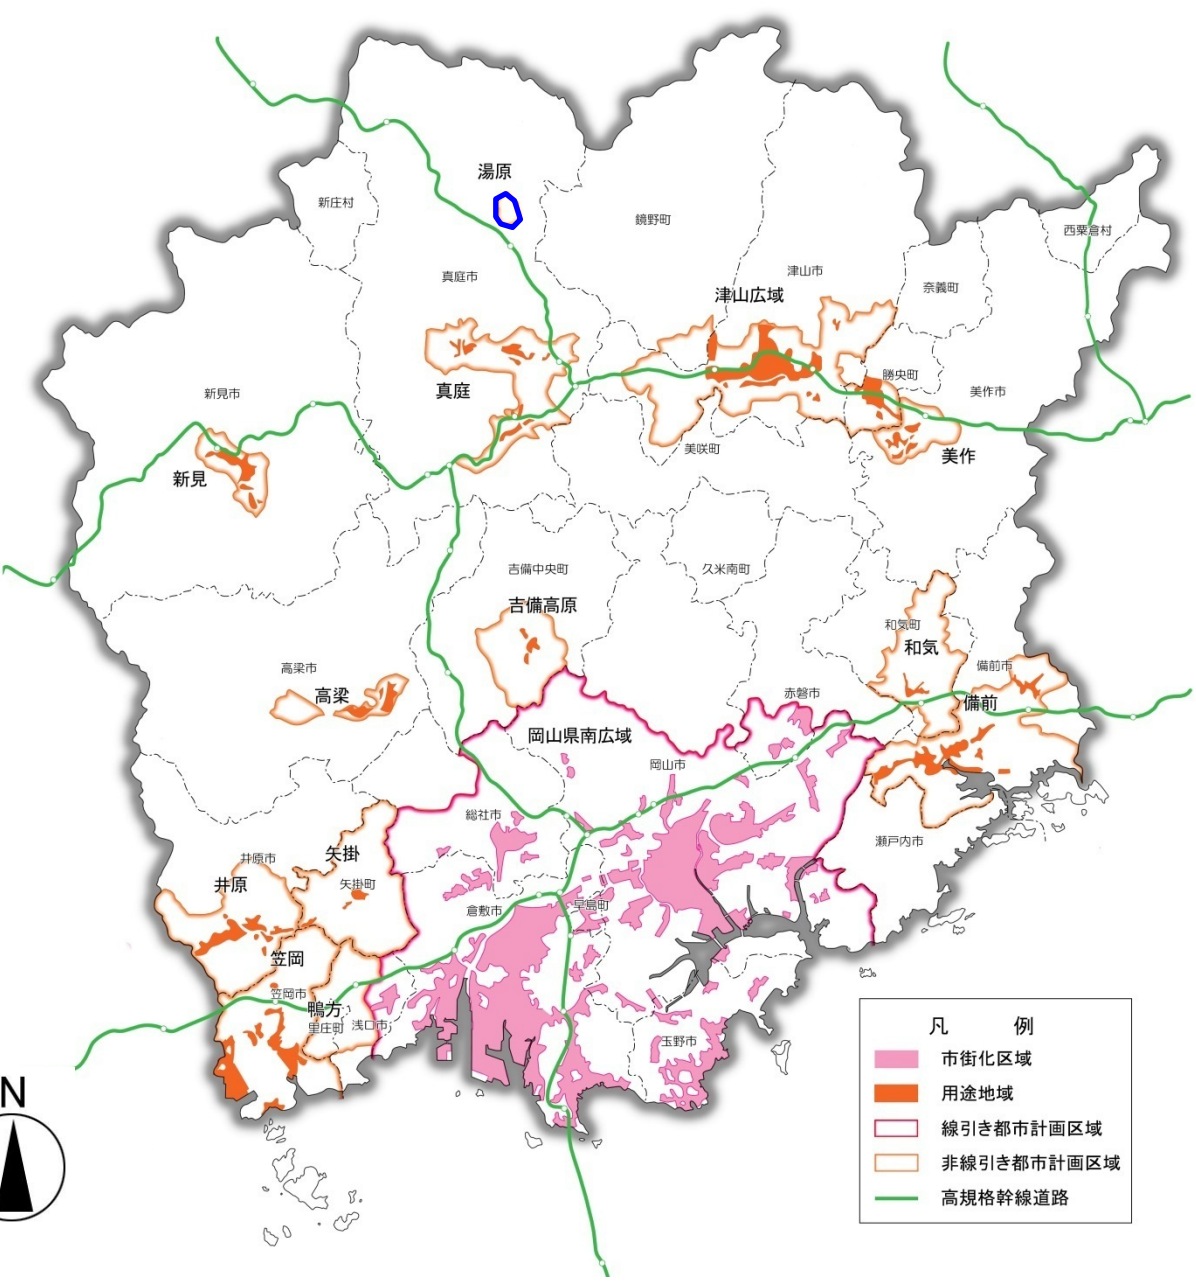 湯原
新庄村
鏡野町
西粟倉村
真庭市
津山市
奈義町
津山広域
勝央町
真庭
新見市
美作市
美咲町
美作
新見
吉備中央町
久米南町
吉備高原
和気町
和気
高梁市
備前市
高梁
赤磐市
備前
岡山県南広域
岡山市
総社市
瀬戸内市
矢掛
井原市
井原
矢掛町
倉敷市
早島町
笠岡
笠岡市
鴨方
里庄町
浅口市
玉野市
凡 例
市街化区域
用途地域
線引き都市計画区域
非線引き都市計画区域
高規格幹線道路
N